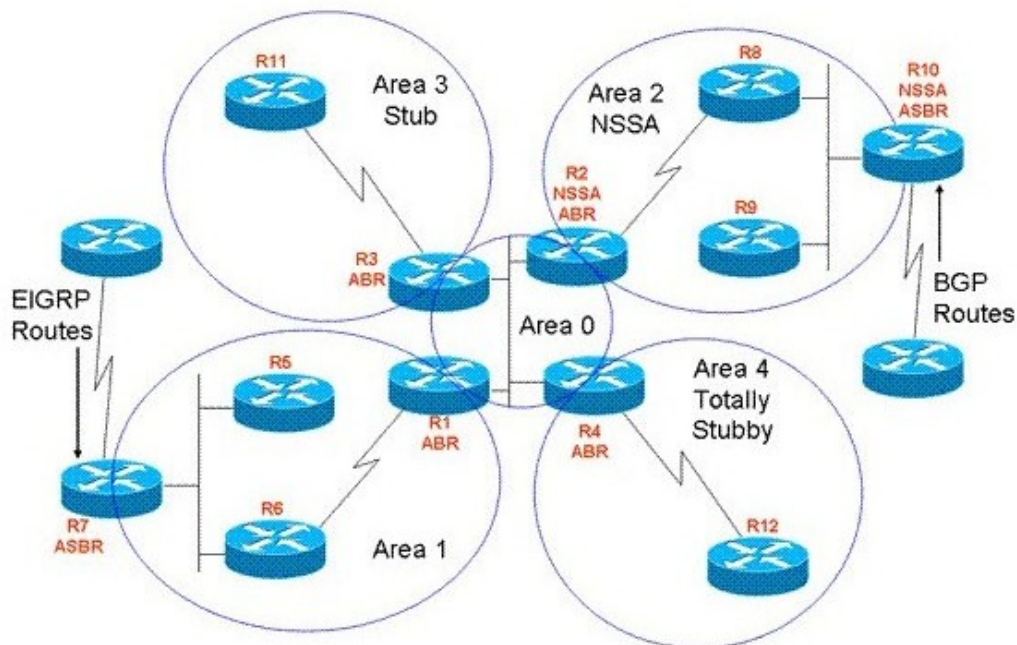 R11
Area 3
Stub
R3
ABR
Area 2
NSSA
R8
R10
NSSA
ASBR
R2
NSSA
ABR
R9
EIGRP
Routes
BGP
Routes
Area 0
R5
R1
ABR
R7
ASBR
R6
Area 1
R4
ABR
Area 4
Totally
Stubby
R12